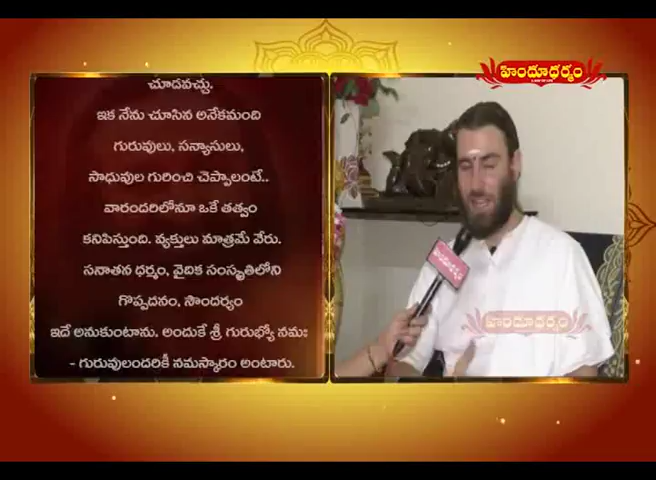 చూడవచ్చు.
ఇక నేను చూసిన అనేకమంది
గురువులు, సన్యాసులు,
సాధువుల గురించి చెప్పాలంటే..
వారందరిలోనూ ఒకే తత్వం
కనిపిస్తుంది. వ్యక్తులు మాత్రమే వేరు.
సనాతన ధర్మం, వైదిక సంస్కృతిలోని
గొప్పదనం, సౌందర్యం
ఇదే అనుకుంటాను. అందుకే శ్రీ గురుభ్యో నమః
- గురువులందరికీ నమస్కారం అంటారు.
హిందూధర్మం
హిందూధర్మం
హిందూధర్మం